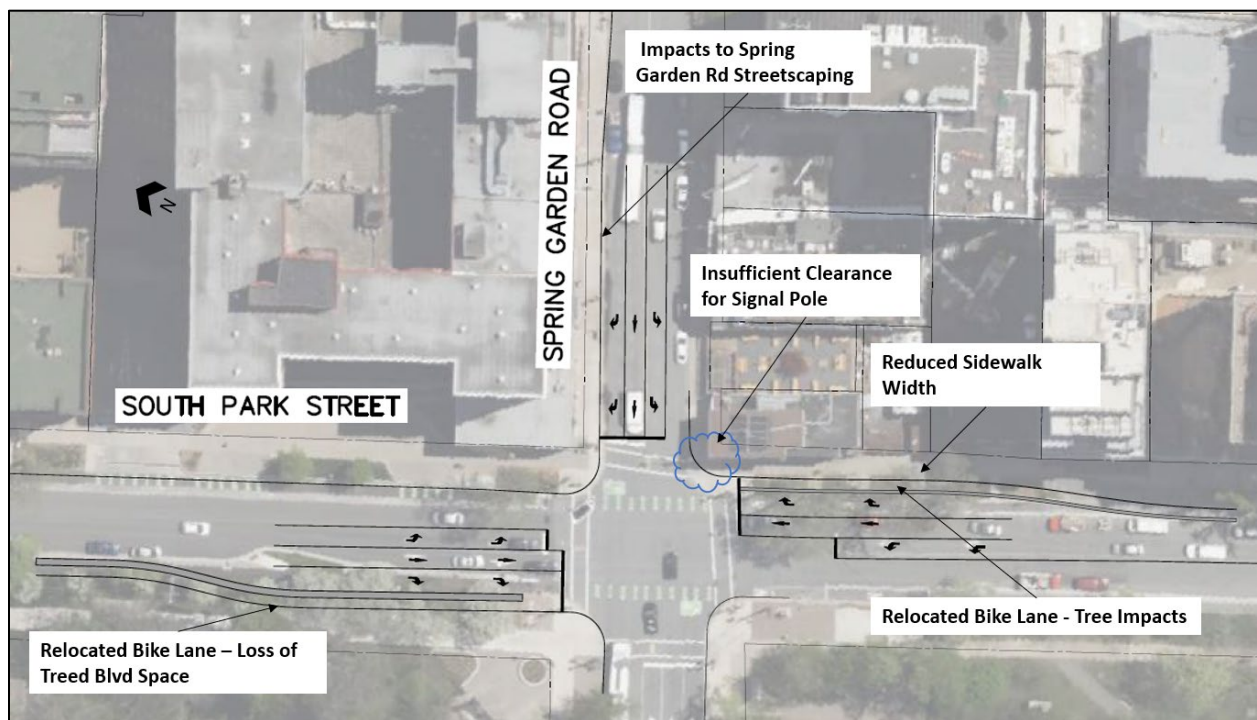 Impacts to Spring
Garden Rd Streetscaping
SPRING GARDEN ROAD
N
Insufficient Clearance
for Signal Pole
Reduced Sidewalk
Width
SOUTH PARK STREET
Relocated Bike Lane - Tree Impacts
Relocated Bike Lane – Loss of
Treed Blvd Space